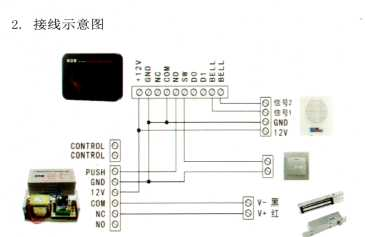 2. 接线示意图
+12V
GND
NC
COM
NO
SW
D0
D1
BELL
BELL
信号2
信号1
GND
12V
CONTROL
CONTROL
PUSH
GND
12V
COM
NC
NO
V- 黑
V+ 红